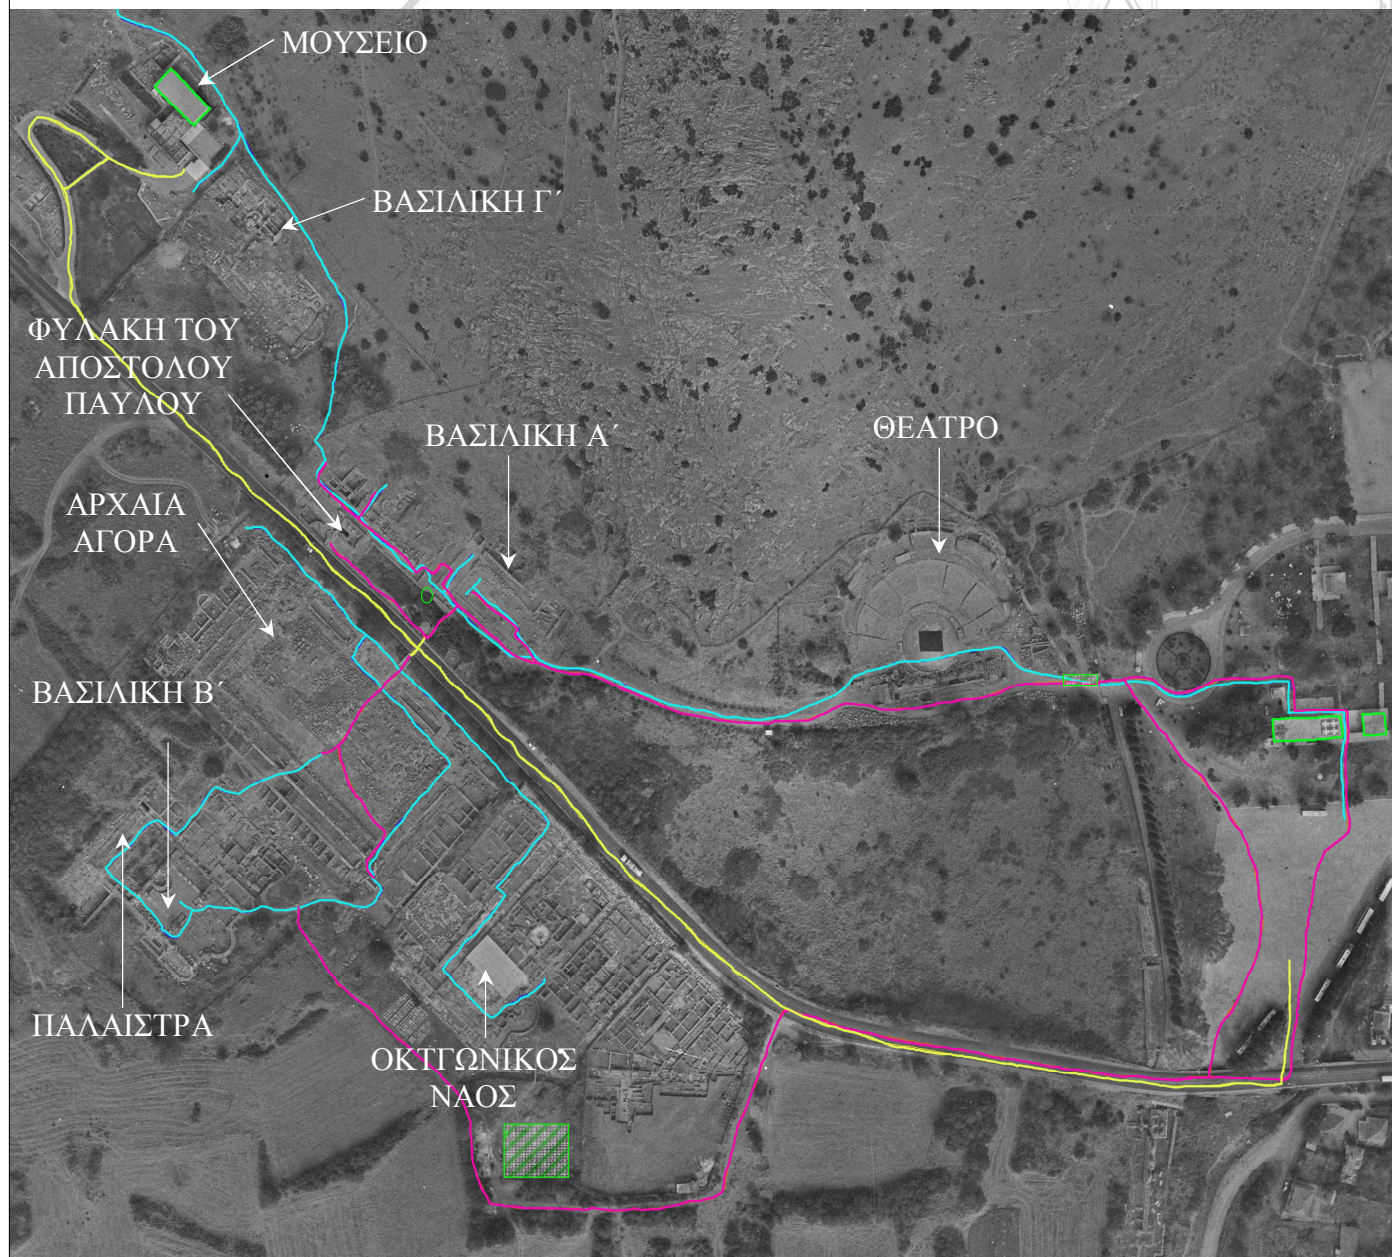 ΜΟΥΣΕΙΟ
ΒΑΣΙΛΙΚΗ Γ΄
ΦΥΛΑΚΗ ΤΟΥ
ΑΠΟΣΤΟΛΟΥ
ΠΑΥΛΟΥ
ΒΑΣΙΛΙΚΗ Α΄
ΘΕΑΤΡΟ
ΑΡΧΑΙΑ
ΑΓΟΡΑ
ΒΑΣΙΛΙΚΗ Β΄
ΠΑΛΑΙΣΤΡΑ
ΟΚΤΓΩΝΙΚΟΣ
ΝΑΟΣ